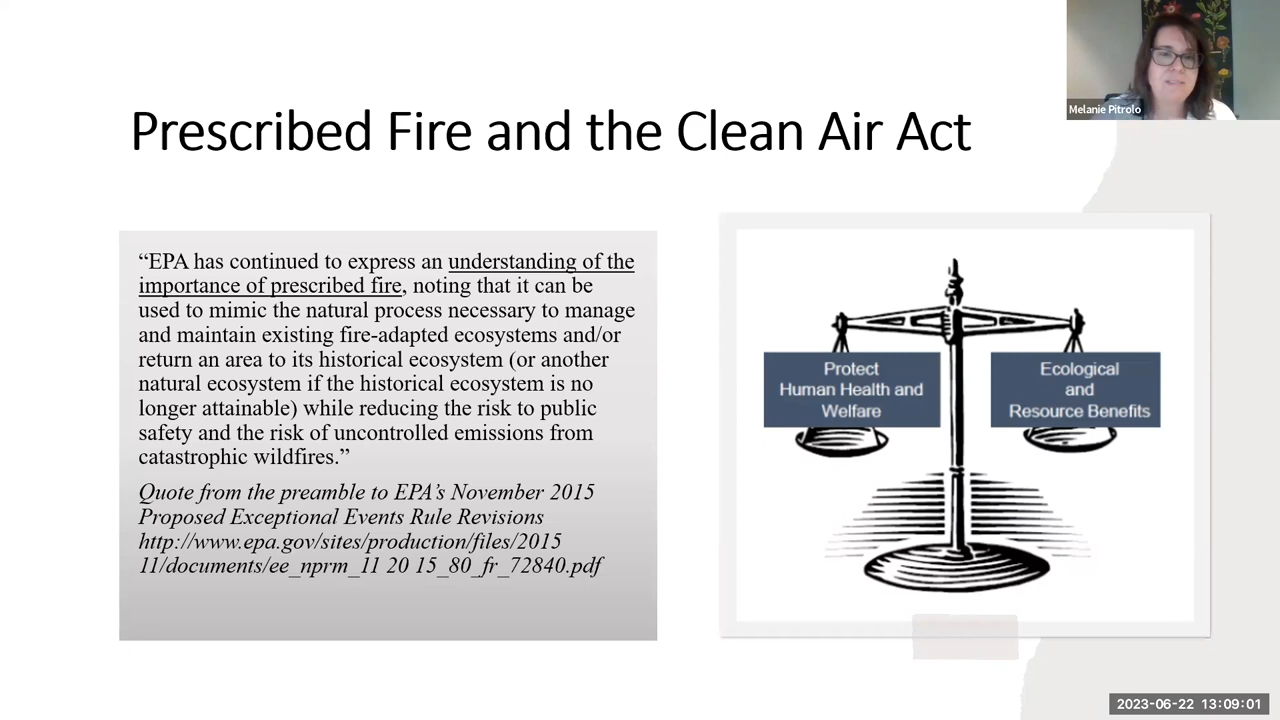 Melanie Pitrolo
Prescribed Fire and the Clean Air Act
“EPA has continued to express an understanding of the
importance of prescribed fire, noting that it can be
used to mimic the natural process necessary to manage
and maintain existing fire-adapted ecosystems and/or
return an area to its historical ecosystem (or another
natural ecosystem if the historical ecosystem is no
longer attainable) while reducing the risk to public
safety and the risk of uncontrolled emissions from
catastrophic wildfires.”
Quote from the preamble to EPA’s November 2015
Proposed Exceptional Events Rule Revisions
http://www.epa.gov/sites/production/files/2015
11/documents/ee_nprm_11 20 15_80_fr_72840.pdf
Protect
Human Health and
Welfare
Ecological
and
Resource Benefits
2023-06-22 13:09:01